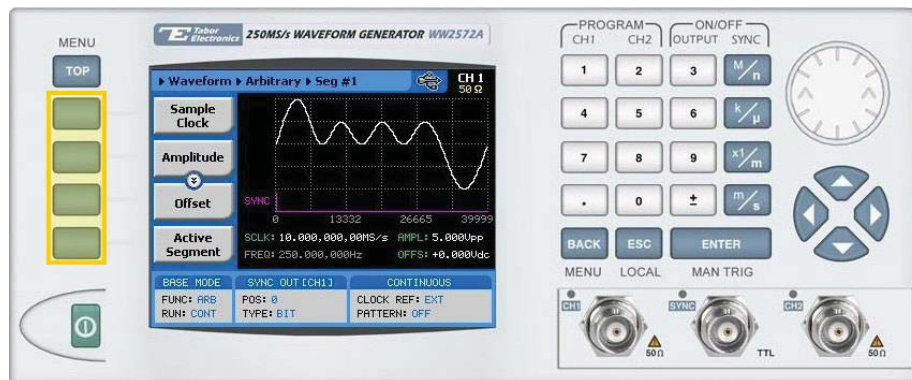 MENU
TOP
Tabor Electronics 250MS/s WAVEFORM GENERATOR WW2572A
Waveform Arbitrary Seg #1
CH 1
50 Ω
Sample
Clock
Amplitude
Offset
Active
Segment
SYNC
0 13332 26665 39999
SCLK: 10.000,000,00MS/s AMPL: 5.000Vpp
FREQ: 250.000,000Hz OFFS: +0.000Vdc
BASE MODE
FUNC: ARB
RUN: CONT
SYNC OUT [CH1]
POS: 0
TYPE: BIT
CONTINUOUS
CLOCK REF: EXT
PATTERN: OFF
PROGRAM ON/OFF
CH1 CH2 OUTPUT SYNC
1 2 3 M/n
4 5 6 k/µ
7 8 9 x1/m
. 0 ± m/s
BACK ESC ENTER
MENU LOCAL MAN TRIG
CH1 SYNC CH2
50Ω TTL 50Ω